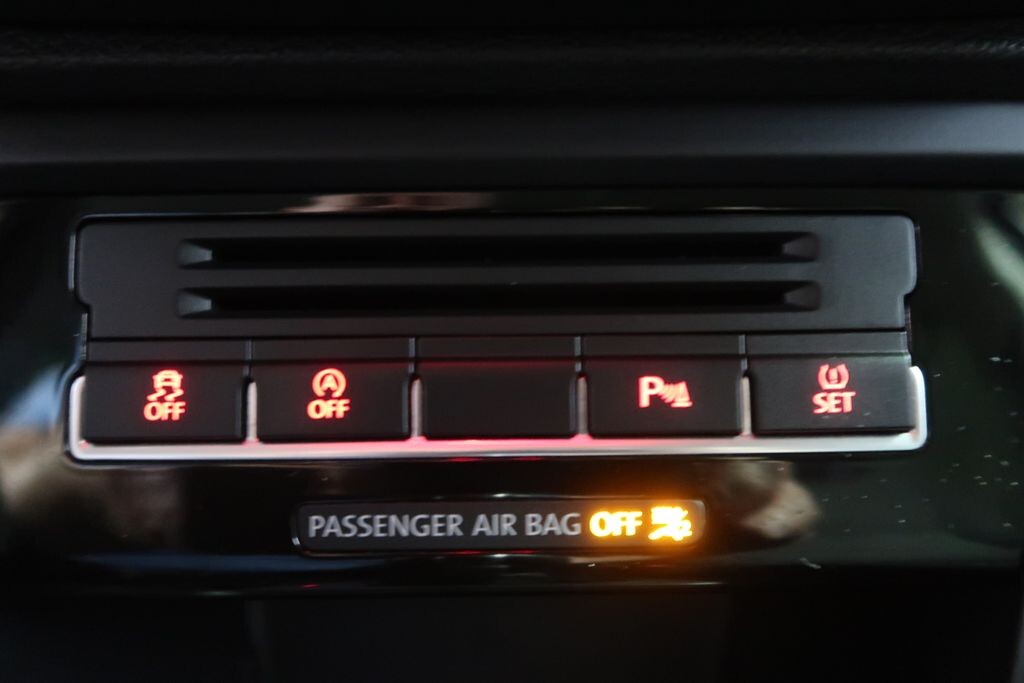 OFF
A
OFF
P
SET
PASSENGER AIR BAG OFF